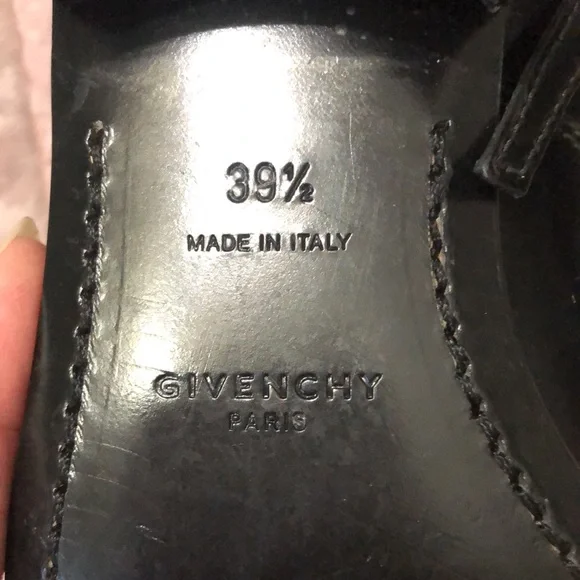 39½
MADE IN ITALY
GIVENCHY
PARIS